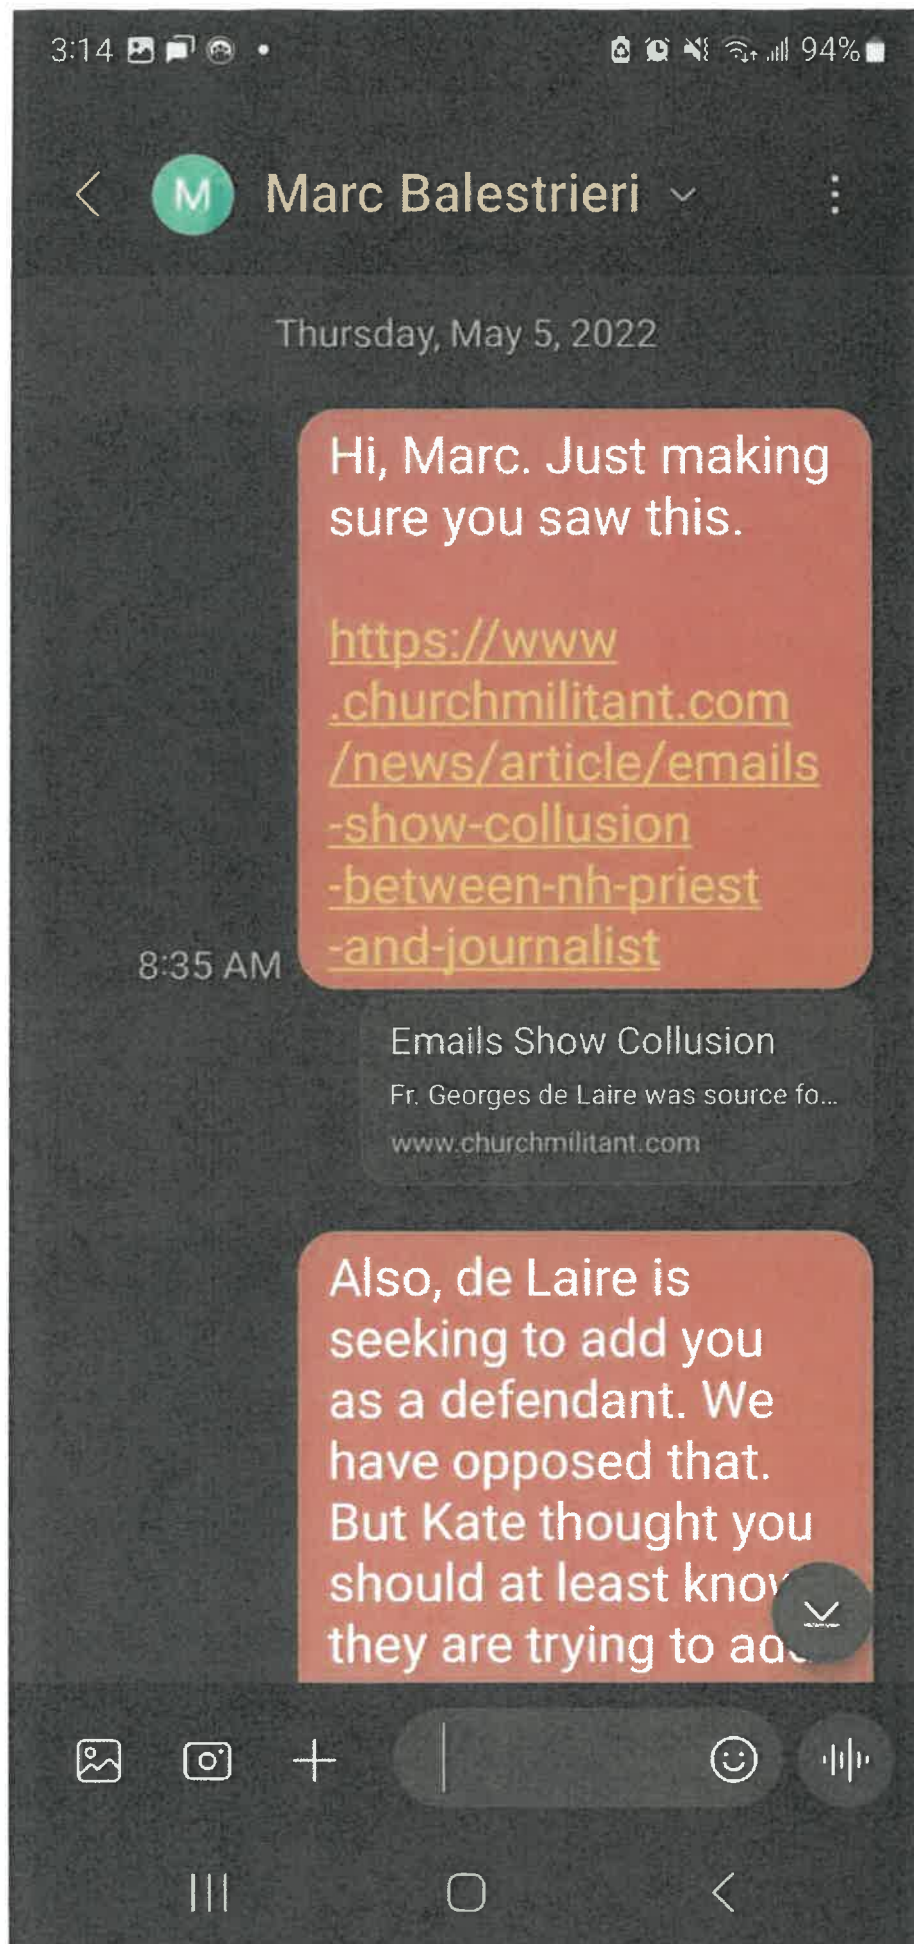 3:14
94%
M Marc Balestrieri
Thursday, May 5, 2022
Hi, Marc. Just making
sure you saw this.
https://www
.churchmilitant.com
/news/article/emails
-show-collusion
-between-nh-priest
-and-journalist
8:35 AM
Emails Show Collusion
Fr. Georges de Laire was source fo...
www.churchmilitant.com
Also, de Laire is
seeking to add you
as a defendant. We
have opposed that.
But Kate thought you
should at least
they are trying to